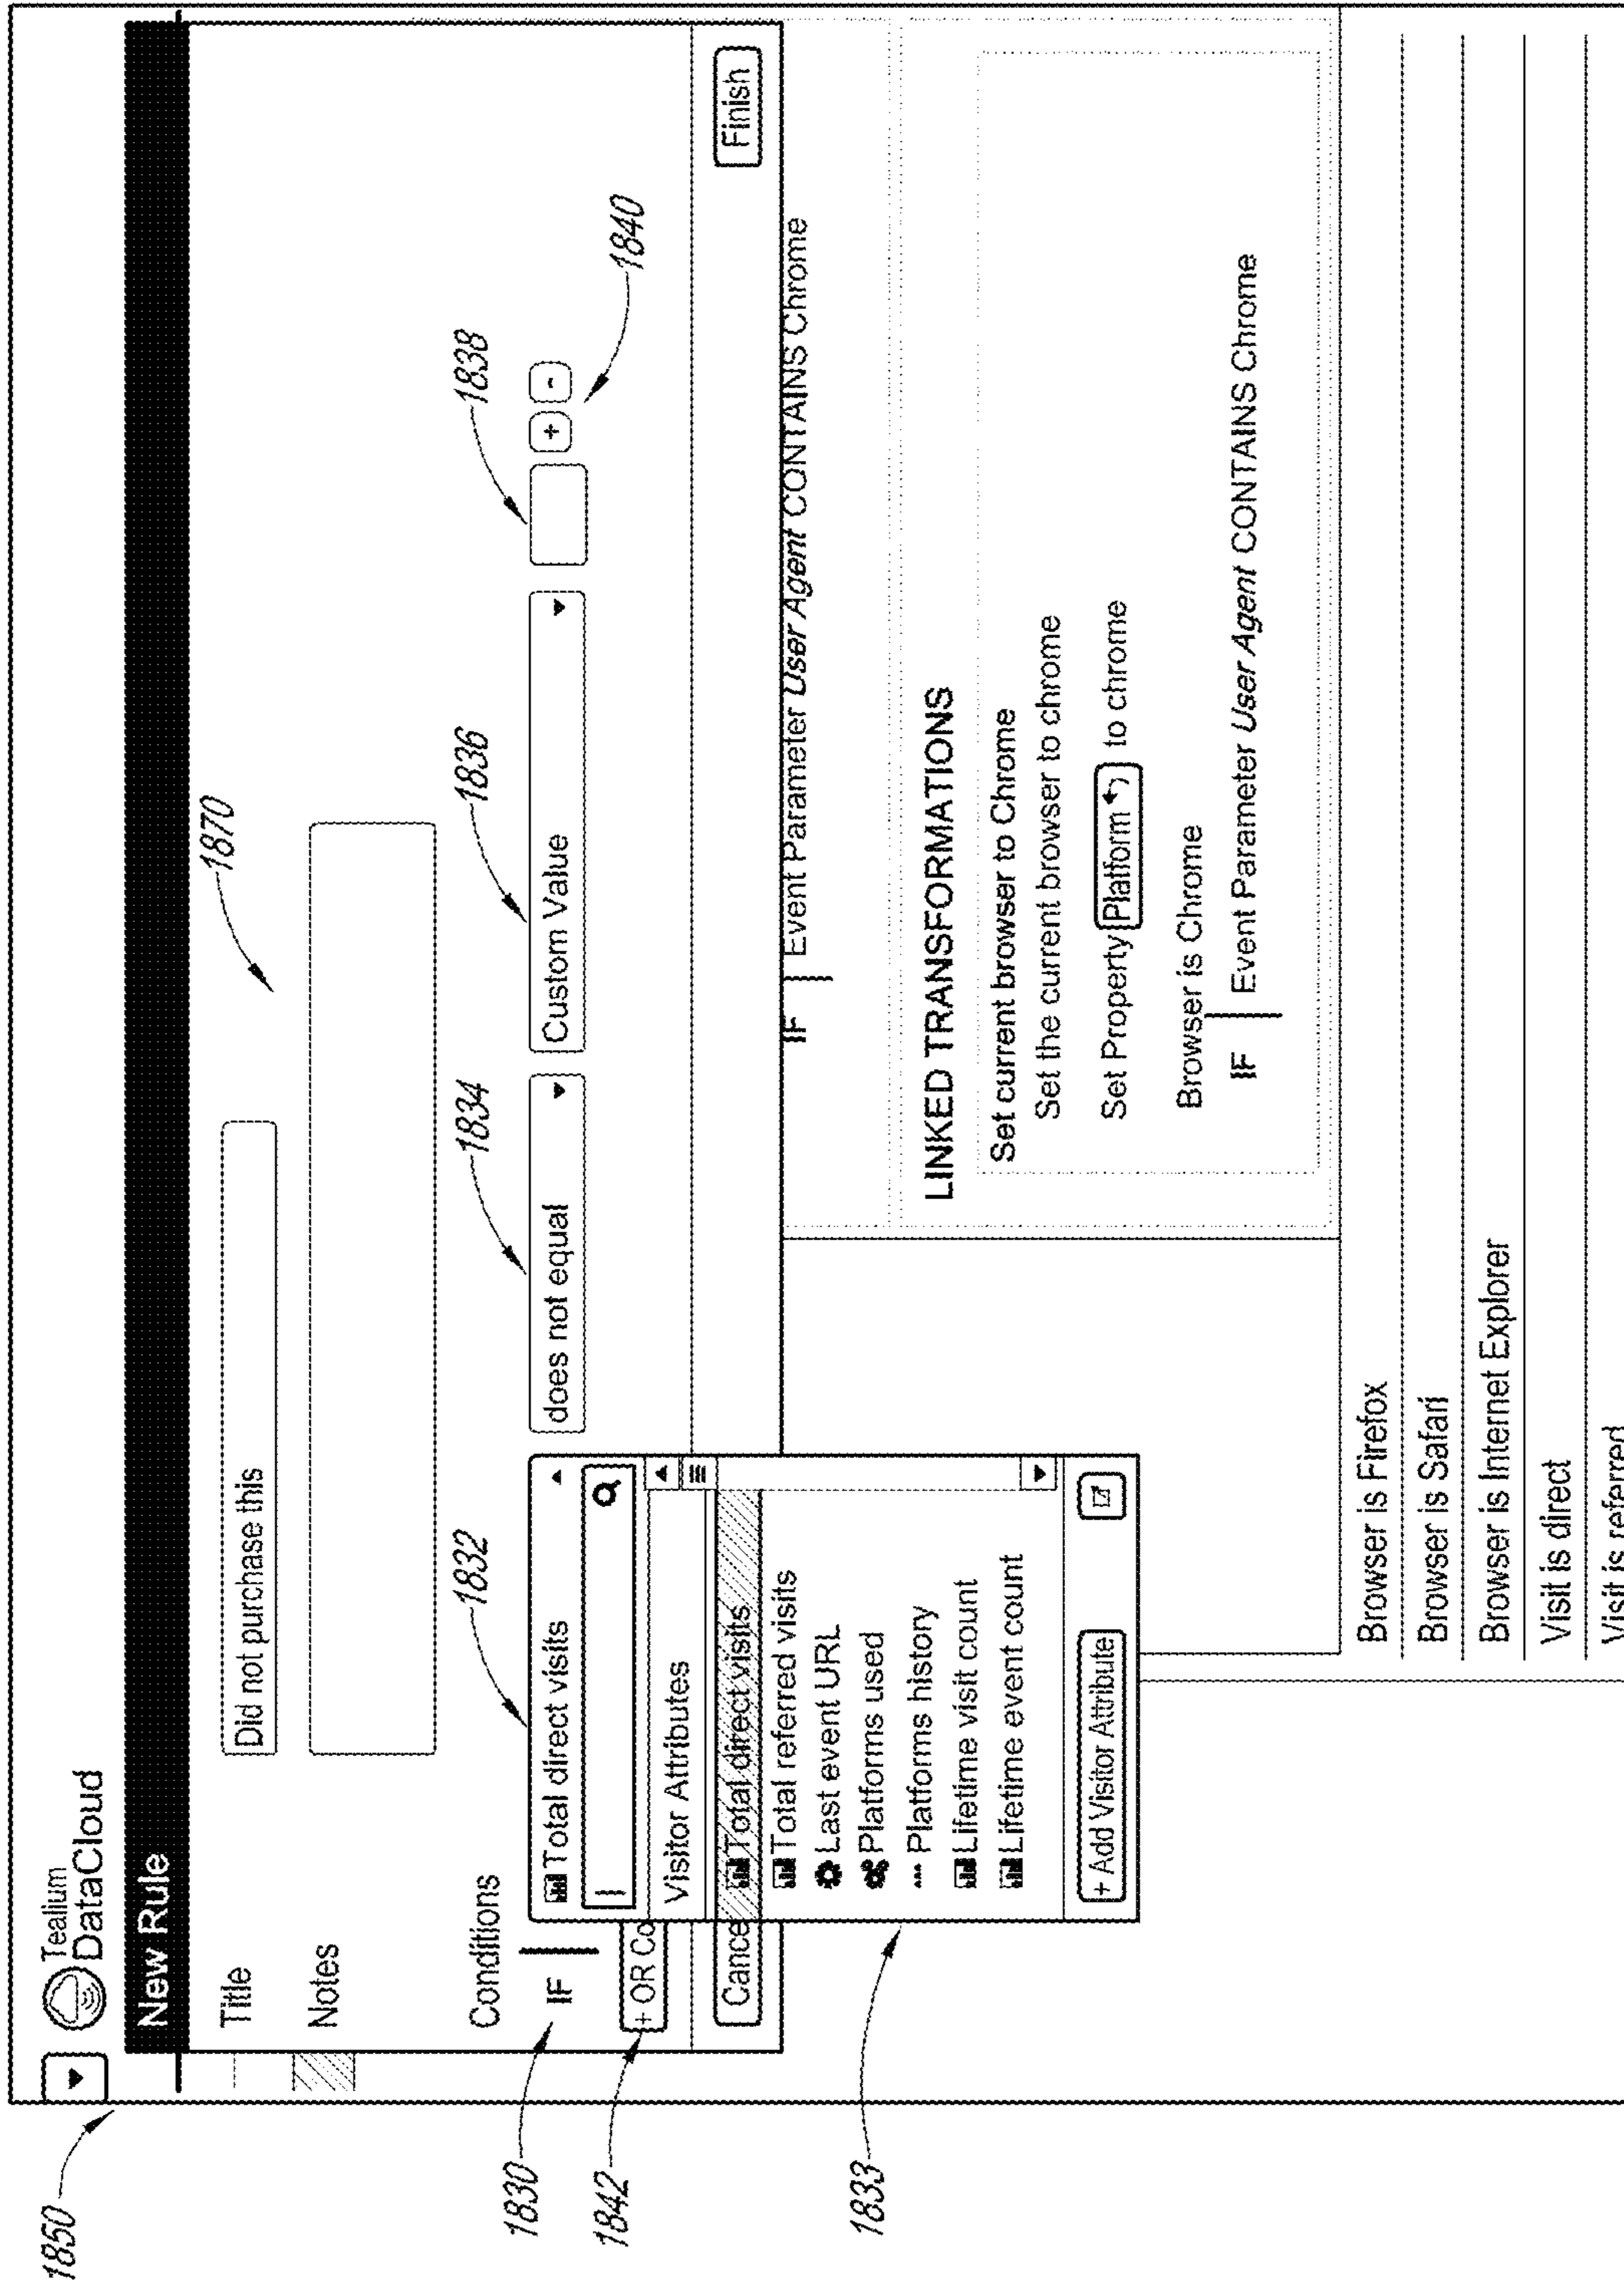 1850
Tealium
DataCloud
New Rule
Title
Did not purchase this
1870
Notes
Conditions
1832
1834
1836
1838
1830
IF
Total direct visits
does not equal
Custom Value
+
-
1840
1842
+ OR Co
Visitor Attributes
Cance
Total direct visits
Finish
Total referred visits
Last event URL
Platforms used
Platforms history
Lifetime visit count
Lifetime event count
1833
+ Add Visitor Attribute
IF
Event Parameter User Agent CONTAINS Chrome
LINKED TRANSFORMATIONS
Set current browser to Chrome
Set the current browser to chrome
Set Property Platform to chrome
Browser is Chrome
IF
Event Parameter User Agent CONTAINS Chrome
Browser is Firefox
Browser is Safari
Browser is Internet Explorer
Visit is direct
Visit is referred